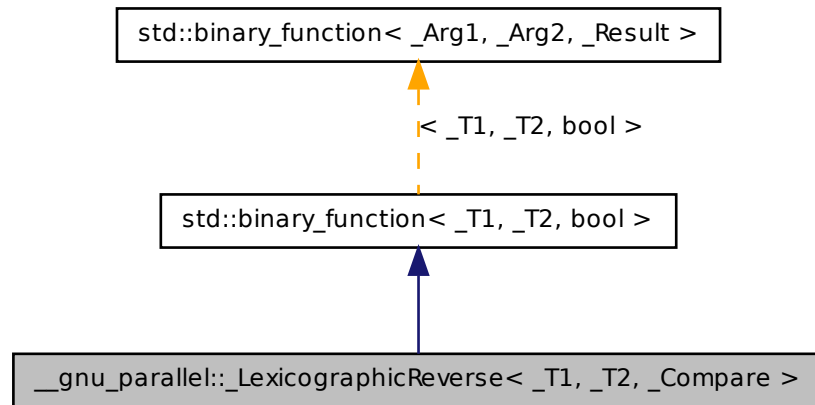 std::binary_function< _Arg1, _Arg2, _Result >
< _T1, _T2, bool >
std::binary_function< _T1, _T2, bool >
__gnu_parallel::_LexicographicReverse< _T1, _T2, _Compare >